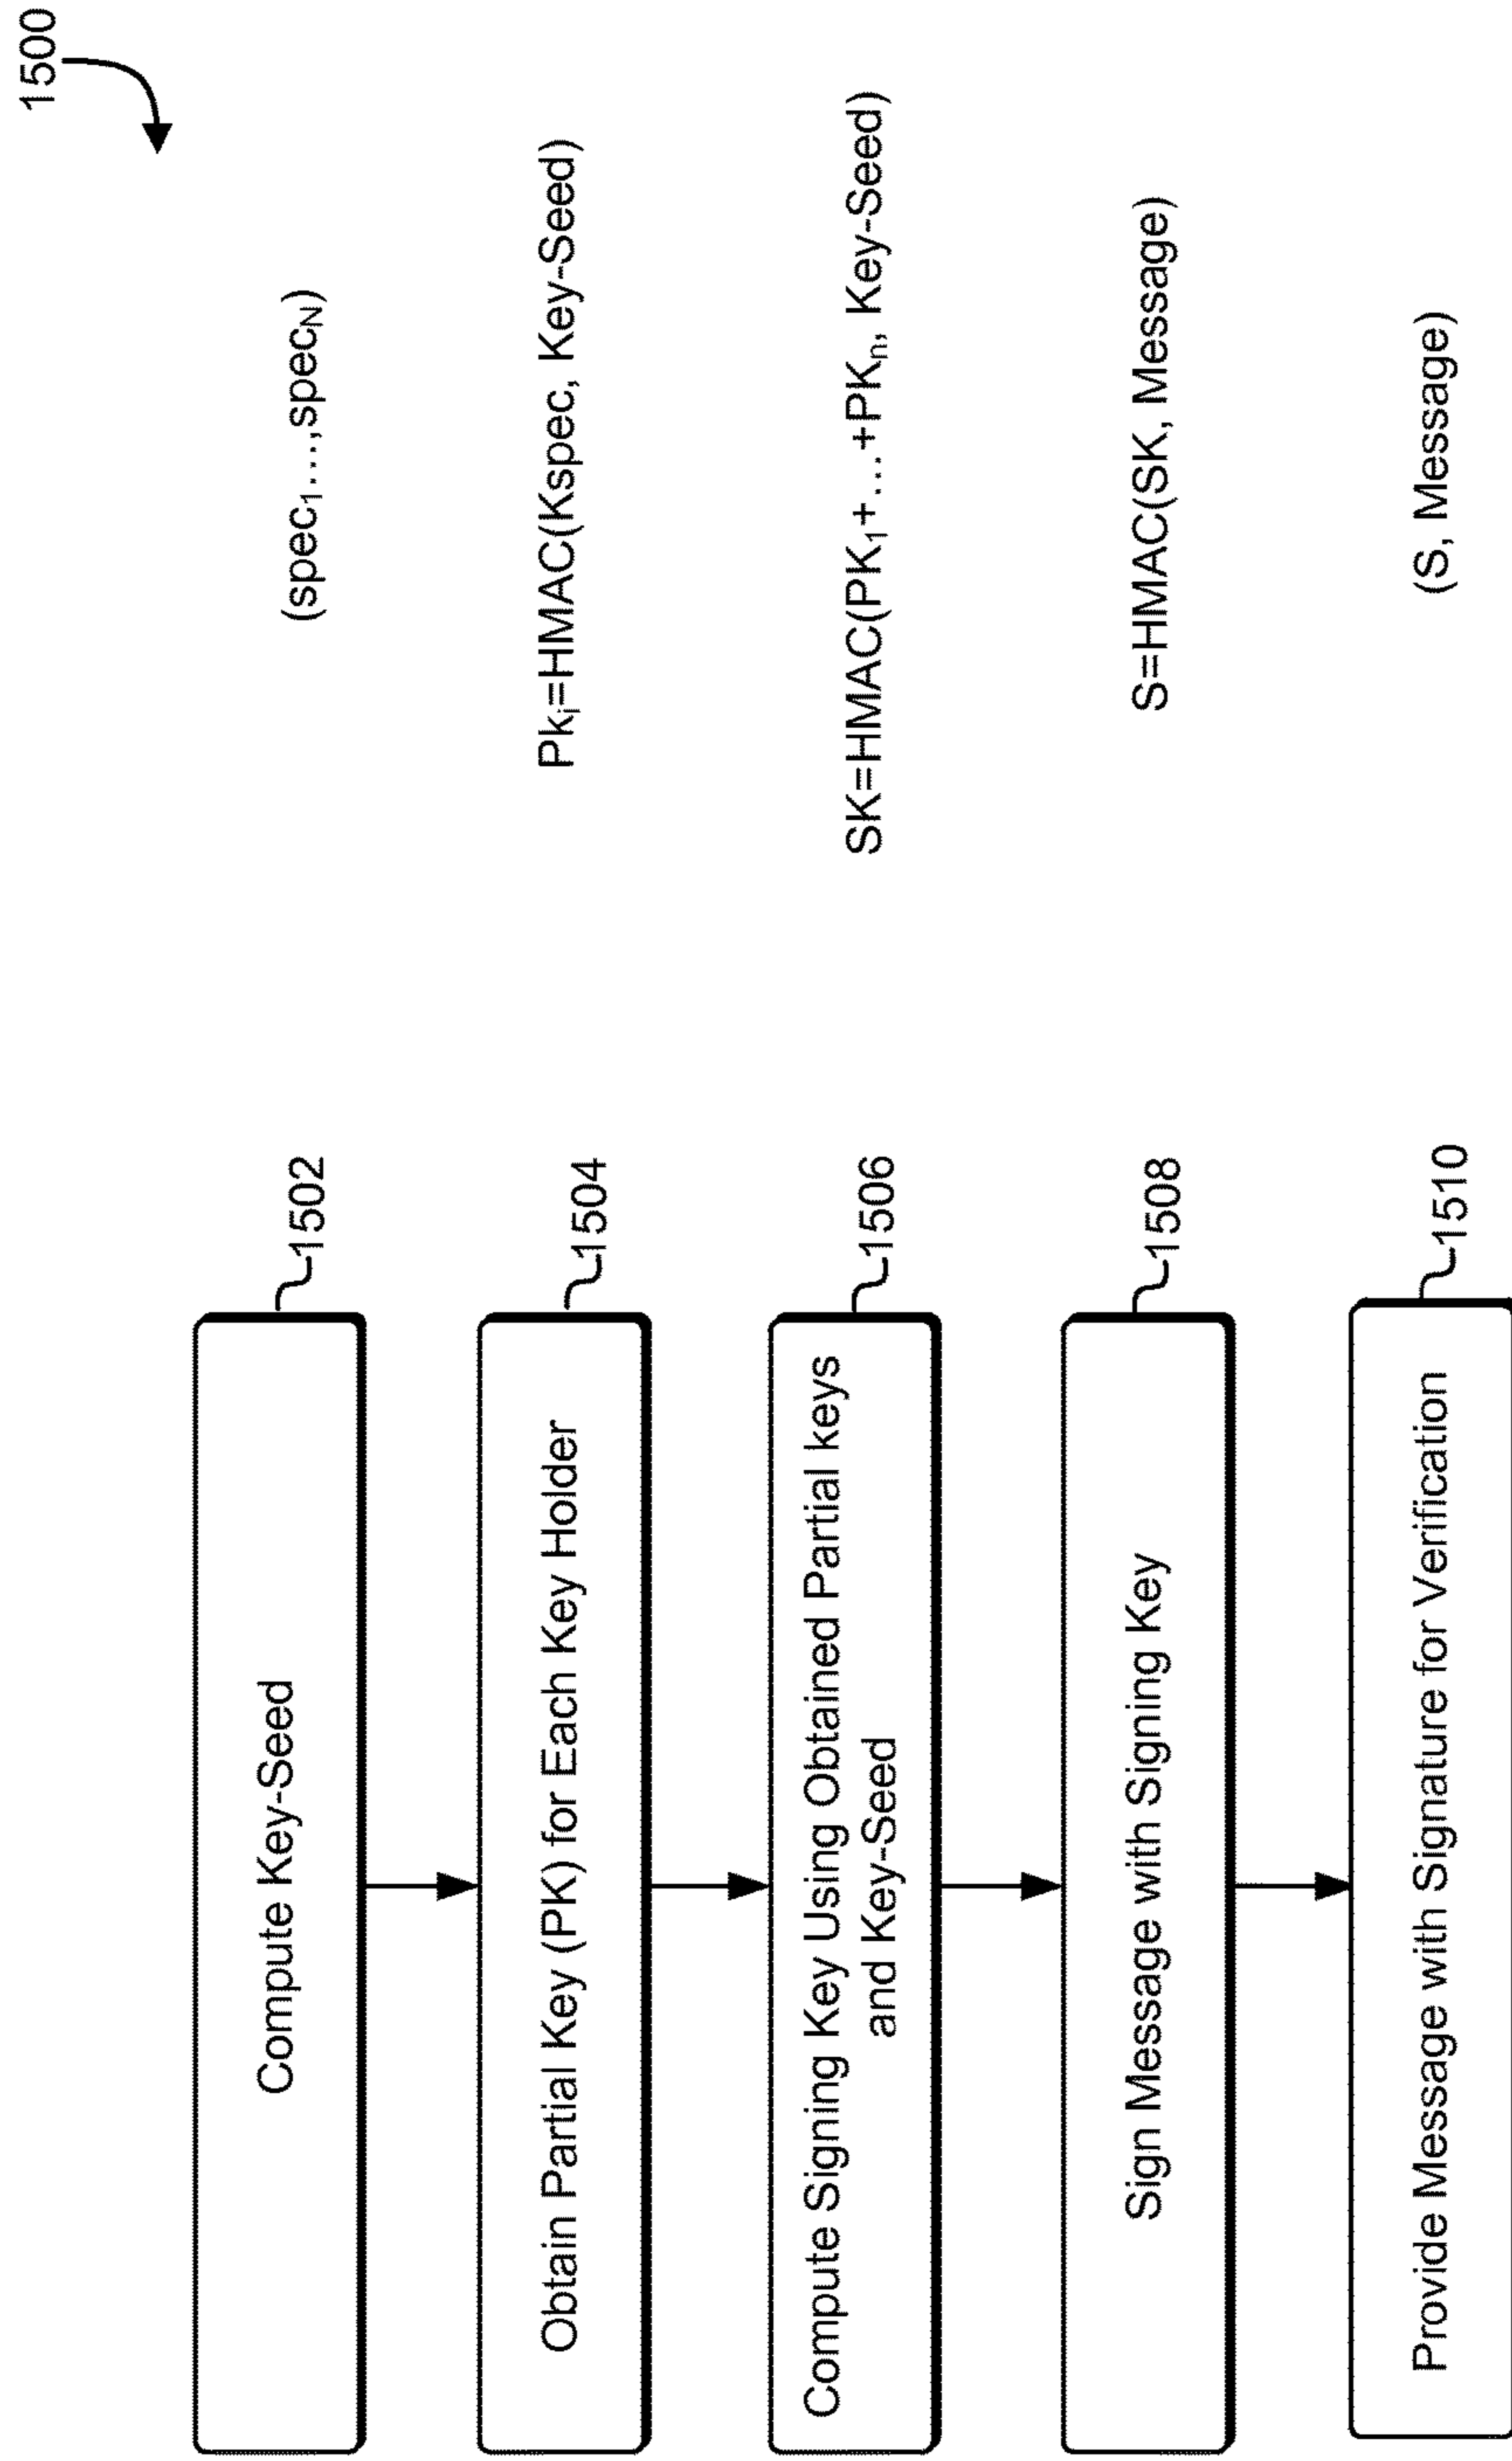 1500
Compute Key-Seed
1502
(spec₁…,spec_N)
Obtain Partial Key (PK) for Each Key Holder
1504
Pkᵢ=HMAC(Kspec, Key-Seed)
Compute Signing Key Using Obtained Partial keys
and Key-Seed
1506
SK=HMAC(PK₁+…+PKₙ, Key-Seed)
Sign Message with Signing Key
1508
S=HMAC(SK, Message)
Provide Message with Signature for Verification
1510
(S, Message)